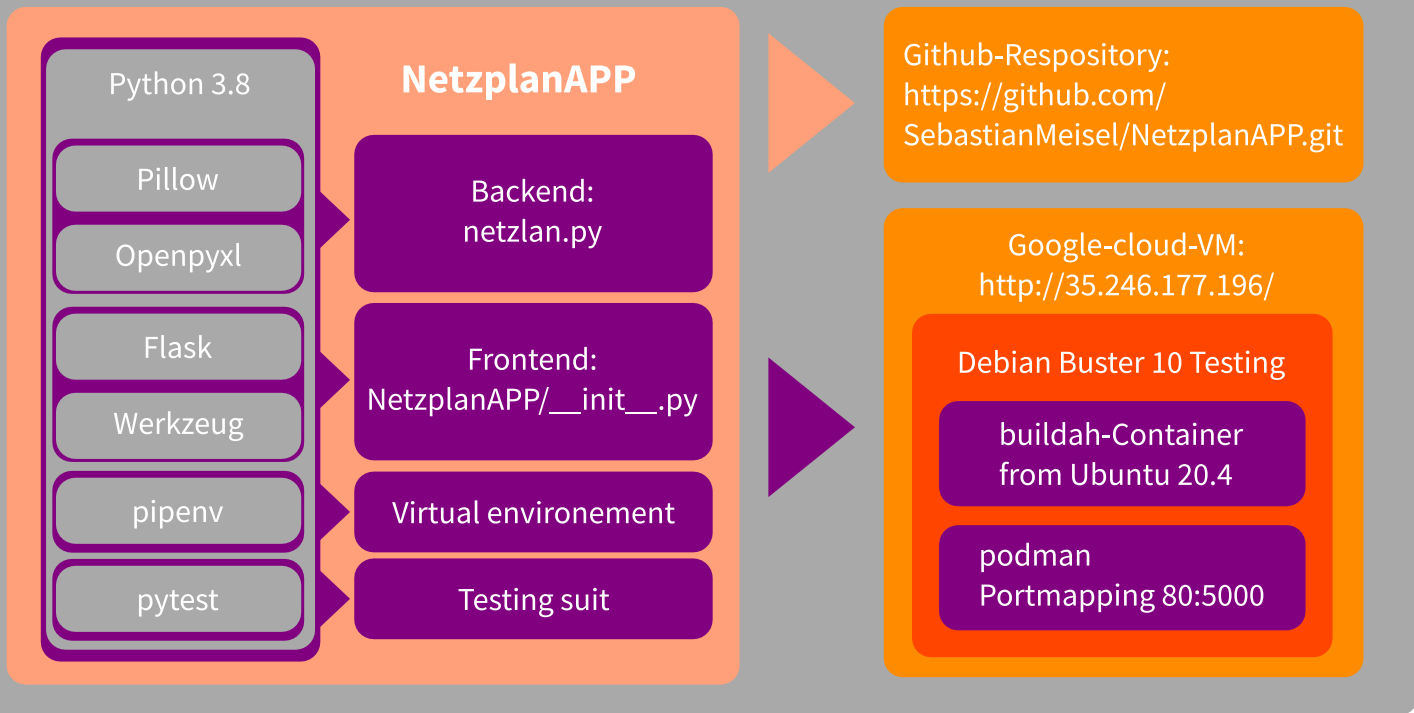 Python 3.8
Pillow
Openpyxl
Flask
Werkzeug
pipenv
pytest
NetzplanAPP
Backend:
netzlan.py
Frontend:
NetzplanAPP/__init__.py
Virtual environement
Testing suit
Github-Respository:
https://github.com/
SebastianMeisel/NetzplanAPP.git
Google-cloud-VM:
http://35.246.177.196/
Debian Buster 10 Testing
buildah-Container
from Ubuntu 20.4
podman
Portmapping 80:5000